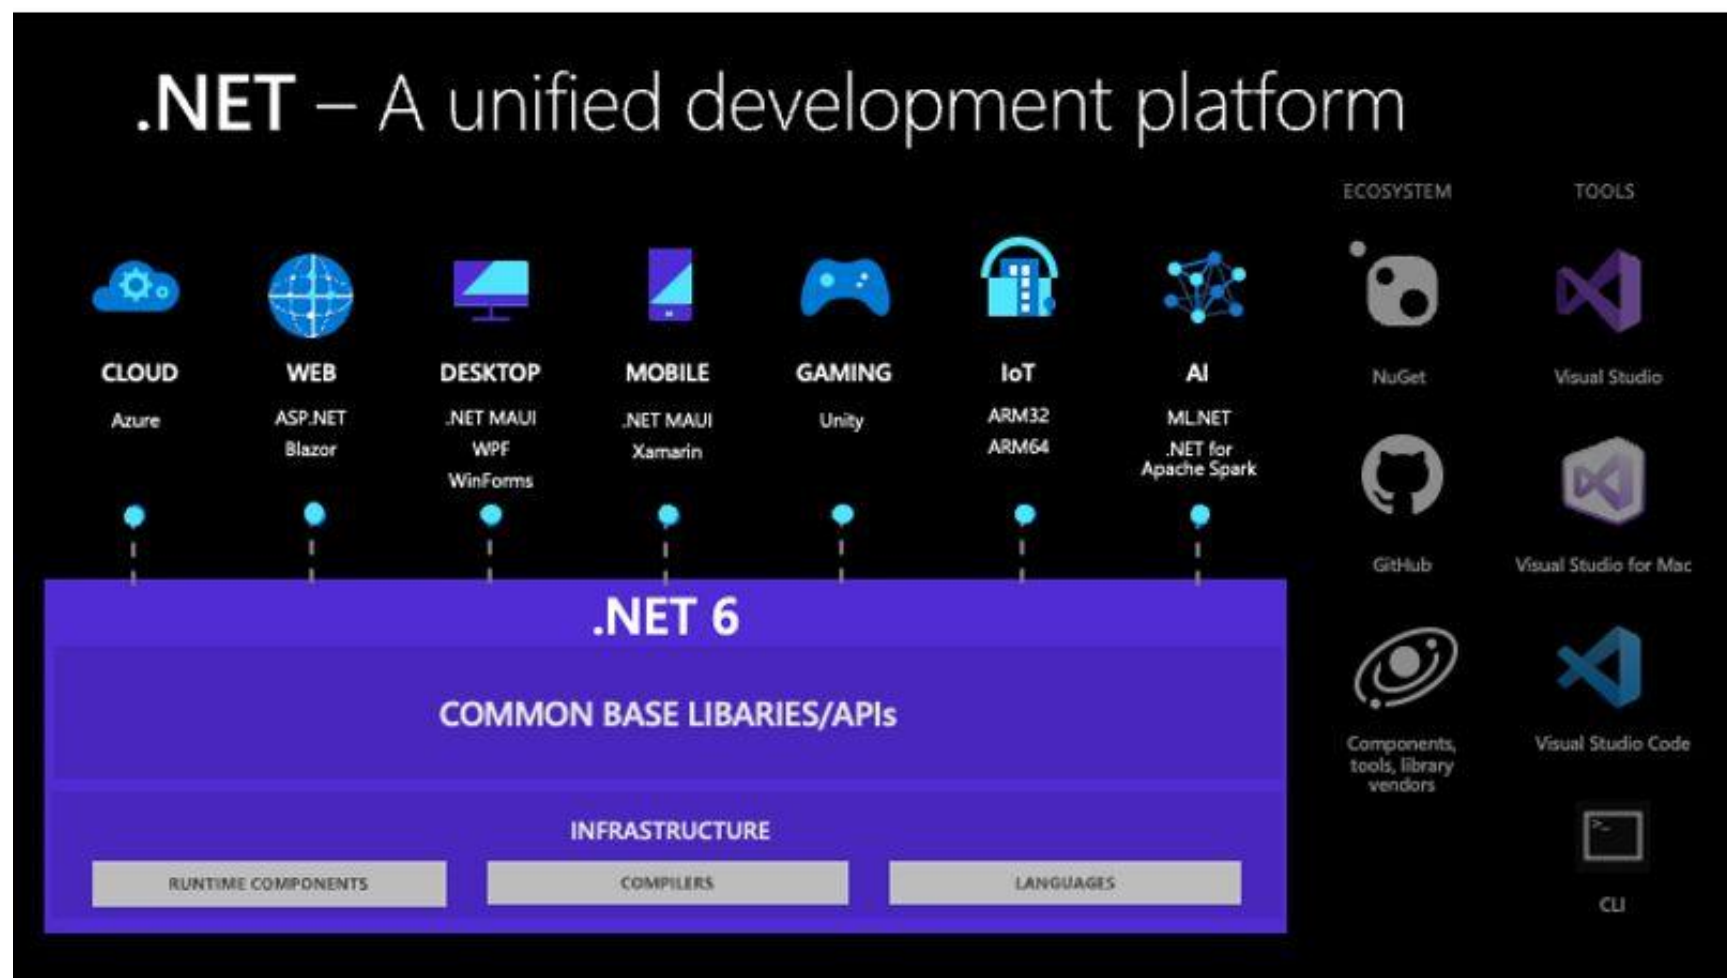 .NET – A unified development platform
ECOSYSTEM
TOOLS
CLOUD
Azure
WEB
ASP.NET
Blazor
DESKTOP
.NET MAUI
WPF
WinForms
MOBILE
.NET MAUI
Xamarin
GAMING
Unity
IoT
ARM32
ARM64
AI
ML.NET
.NET for
Apache Spark
NuGet
GitHub
Components,
tools, library
vendors
Visual Studio
Visual Studio for Mac
Visual Studio Code
>_
CLI
.NET 6
COMMON BASE LIBARIES/APIs
INFRASTRUCTURE
RUNTIME COMPONENTS
COMPILERS
LANGUAGES